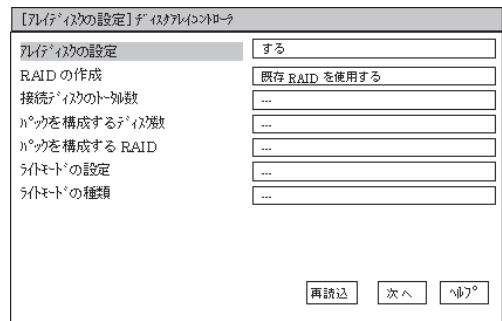 [ｱﾚｲﾃﾞｨｽｸの設定] ﾃﾞｨｽｸｱﾚｲｺﾝﾄﾛｰﾗ
ｱﾚｲﾃﾞｨｽｸの設定 する
RAID の作成 既存 RAID を使用する
接続ﾃﾞｨｽｸのﾄｰﾀﾙ数 ---
ﾊﾟｯｸを構成するﾃﾞｨｽｸ数 ---
ﾊﾟｯｸを構成する RAID ---
ﾗｲﾄﾓｰﾄﾞの設定 ---
ﾗｲﾄﾓｰﾄﾞの種類 ---
再読込 次へ ﾍﾙﾌﾟ